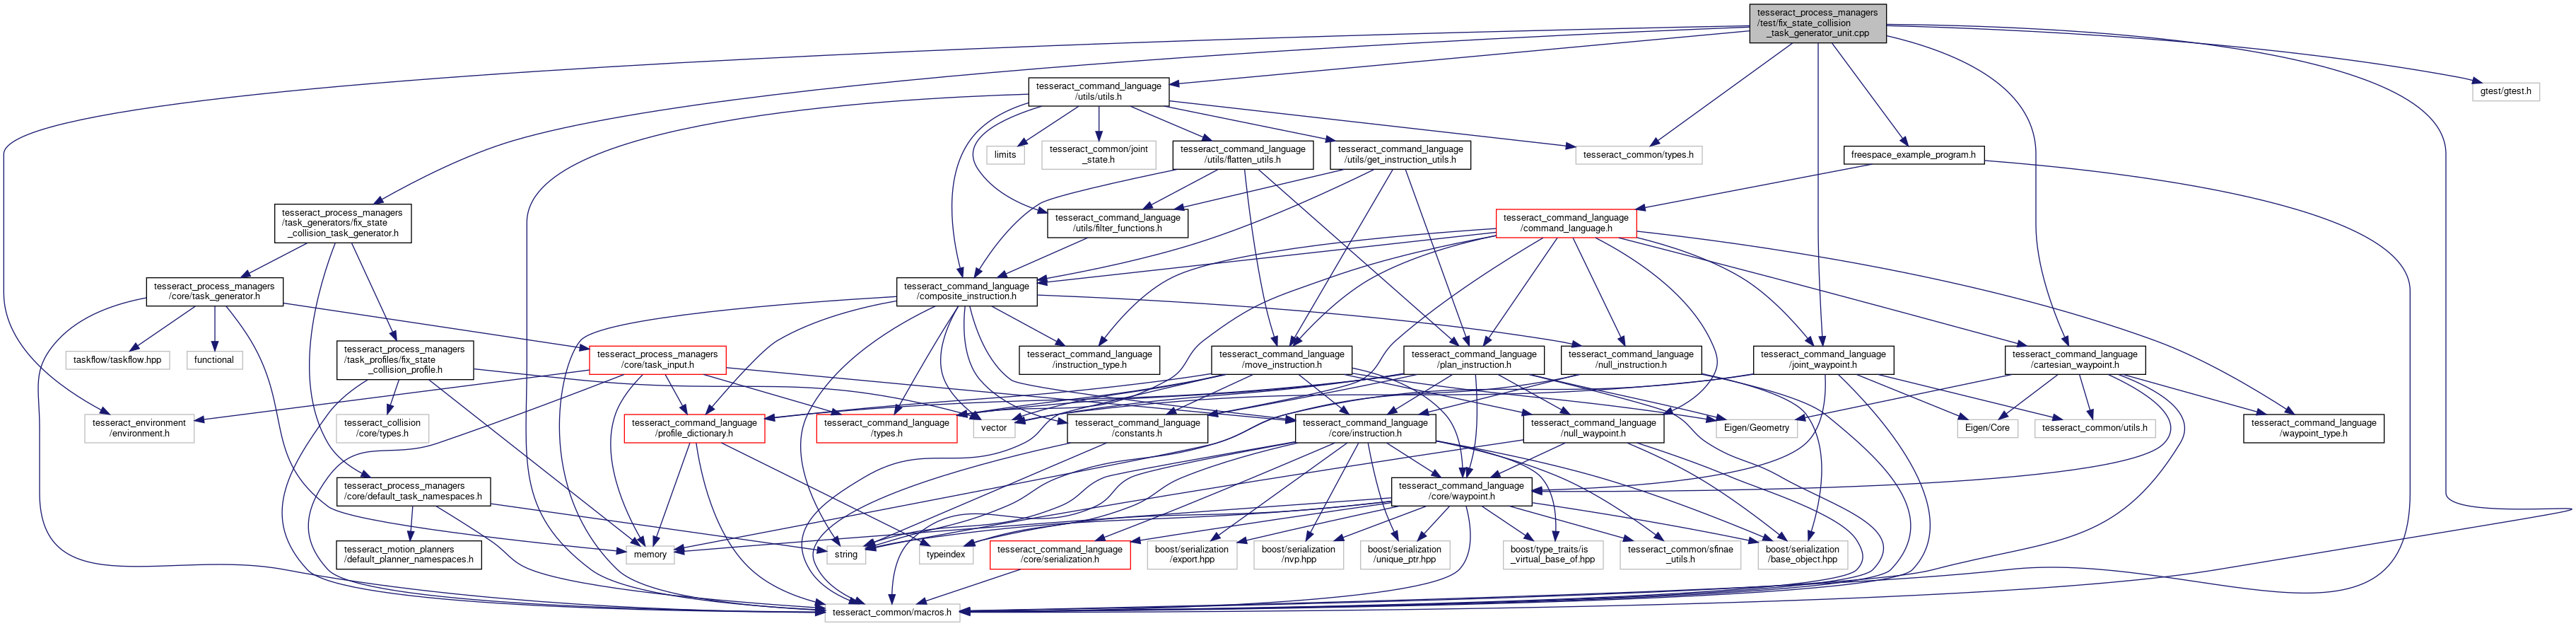 tesseract_process_managers
/test/fix_state_collision
_task_generator_unit.cpp
tesseract_command_language
/utils/utils.h
gtest/gtest.h
limits
tesseract_common/joint
_state.h
tesseract_command_language
/utils/flatten_utils.h
tesseract_command_language
/utils/get_instruction_utils.h
tesseract_common/types.h
freespace_example_program.h
tesseract_process_managers
/task_generators/fix_state
_collision_task_generator.h
tesseract_command_language
/utils/filter_functions.h
tesseract_command_language
/command_language.h
tesseract_process_managers
/core/task_generator.h
tesseract_command_language
/composite_instruction.h
taskflow/taskflow.hpp
functional
tesseract_process_managers
/task_profiles/fix_state
_collision_profile.h
tesseract_process_managers
/core/task_input.h
tesseract_command_language
/instruction_type.h
tesseract_command_language
/move_instruction.h
tesseract_command_language
/plan_instruction.h
tesseract_command_language
/null_instruction.h
tesseract_command_language
/joint_waypoint.h
tesseract_command_language
/cartesian_waypoint.h
tesseract_environment
/environment.h
tesseract_collision
/core/types.h
tesseract_command_language
/profile_dictionary.h
tesseract_command_language
/types.h
vector
tesseract_command_language
/constants.h
tesseract_command_language
/core/instruction.h
tesseract_command_language
/null_waypoint.h
Eigen/Geometry
Eigen/Core
tesseract_common/utils.h
tesseract_command_language
/waypoint_type.h
tesseract_process_managers
/core/default_task_namespaces.h
tesseract_command_language
/core/waypoint.h
tesseract_motion_planners
/default_planner_namespaces.h
memory
string
typeindex
tesseract_command_language
/core/serialization.h
boost/serialization
/export.hpp
boost/serialization
/nvp.hpp
boost/serialization
/unique_ptr.hpp
boost/type_traits/is
_virtual_base_of.hpp
tesseract_common/sfinae
_utils.h
boost/serialization
/base_object.hpp
tesseract_common/macros.h